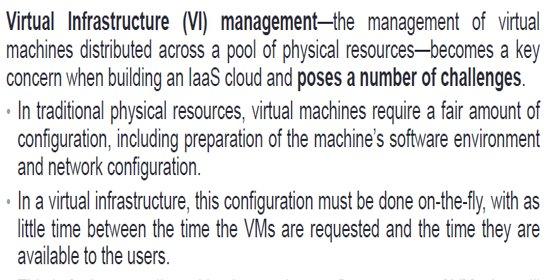 Virtual Infrastructure (VI) management—the management of virtual
machines distributed across a pool of physical resources—becomes a key
concern when building an IaaS cloud and poses a number of challenges.
• In traditional physical resources, virtual machines require a fair amount of
configuration, including preparation of the machine's software environment
and network configuration.
• In a virtual infrastructure, this configuration must be done on-the-fly, with as
little time between the time the VMs are requested and the time they are
available to the users.